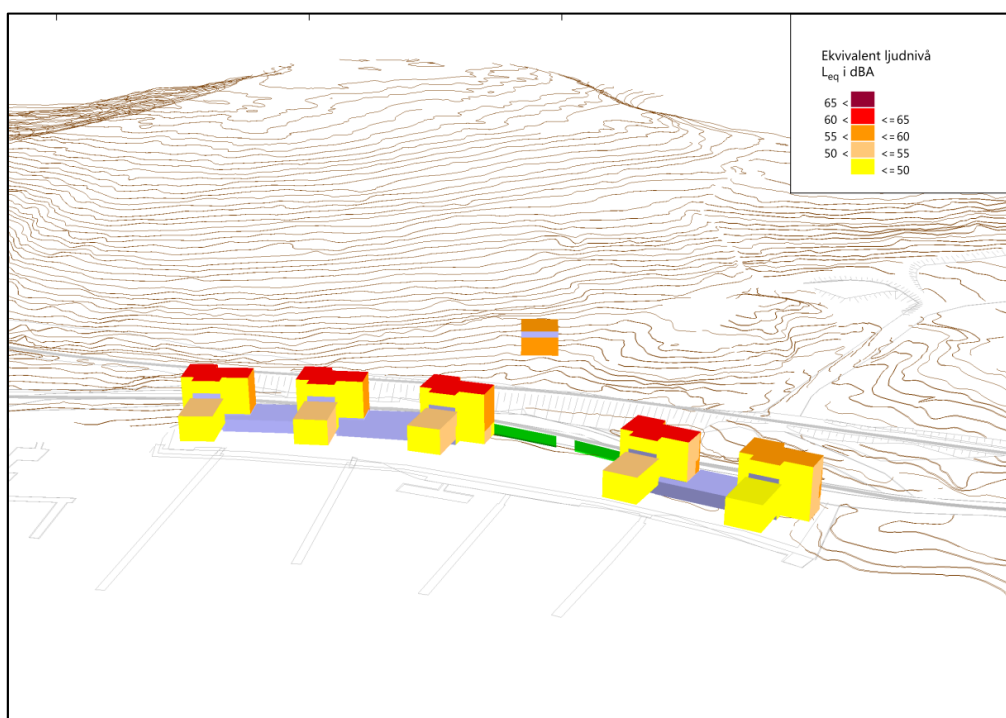 Ekvivalent ljudnivå
Leq i dBA
65 <
60 < <= 65
55 < <= 60
50 < <= 55
<= 50